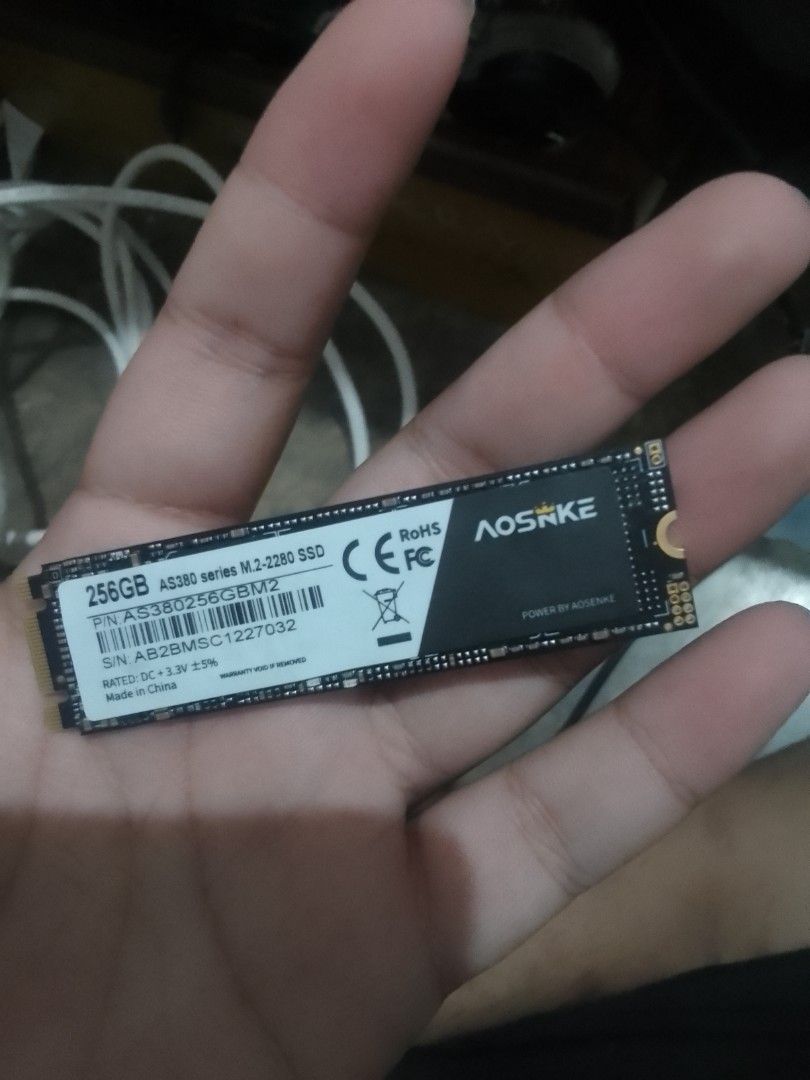 256GB AS380 series M.2-2280 SSD
P/N: AS380256GBM2
S/N: AB2BMSC1227032
RATED: DC + 3.3V ±5%
WARRANTY VOID IF REMOVED
Made in China
CE RoHS
FC
AOSNKE
POWER BY AOSENKE